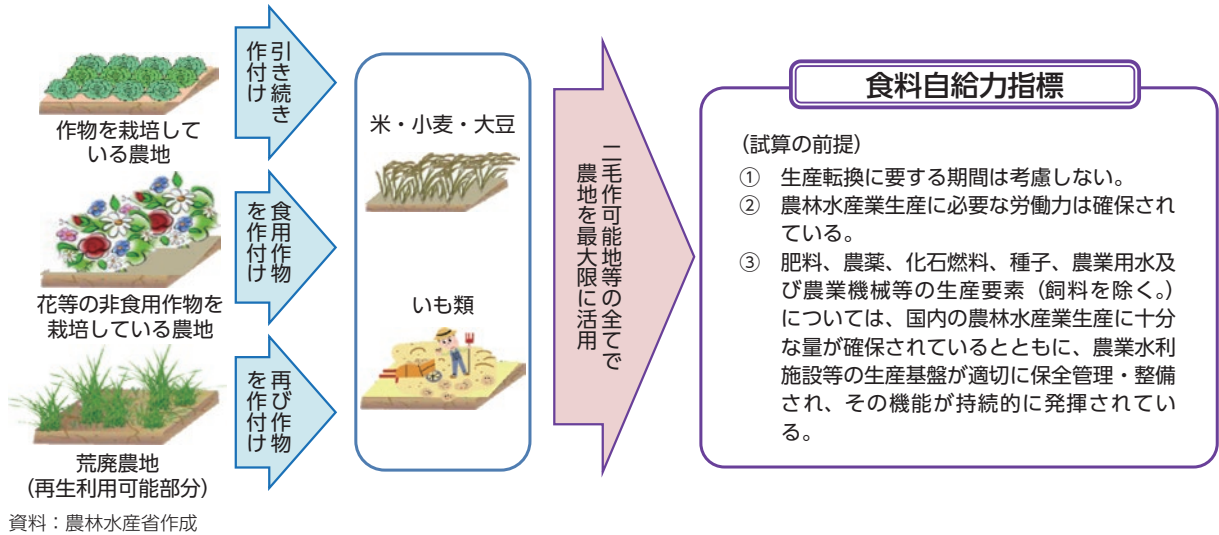 引き続き
作付け
作物を栽培して
いる農地
食用作物
を作付け
花等の非食用作物を
栽培している農地
再び作物
を作付け
荒廃農地
（再生利用可能部分）
資料：農林水産省作成
米・小麦・大豆
いも類
二毛作可能地等の全てで
農地を最大限に活用
食料自給力指標
（試算の前提）
① 生産転換に要する期間は考慮しない。
② 農林水産業生産に必要な労働力は確保され
ている。
③ 肥料、農薬、化石燃料、種子、農業用水及
び農業機械等の生産要素（飼料を除く。）
については、国内の農林水産業生産に十分
な量が確保されているとともに、農業水利
施設等の生産基盤が適切に保全管理・整備
され、その機能が持続的に発揮されてい
る。